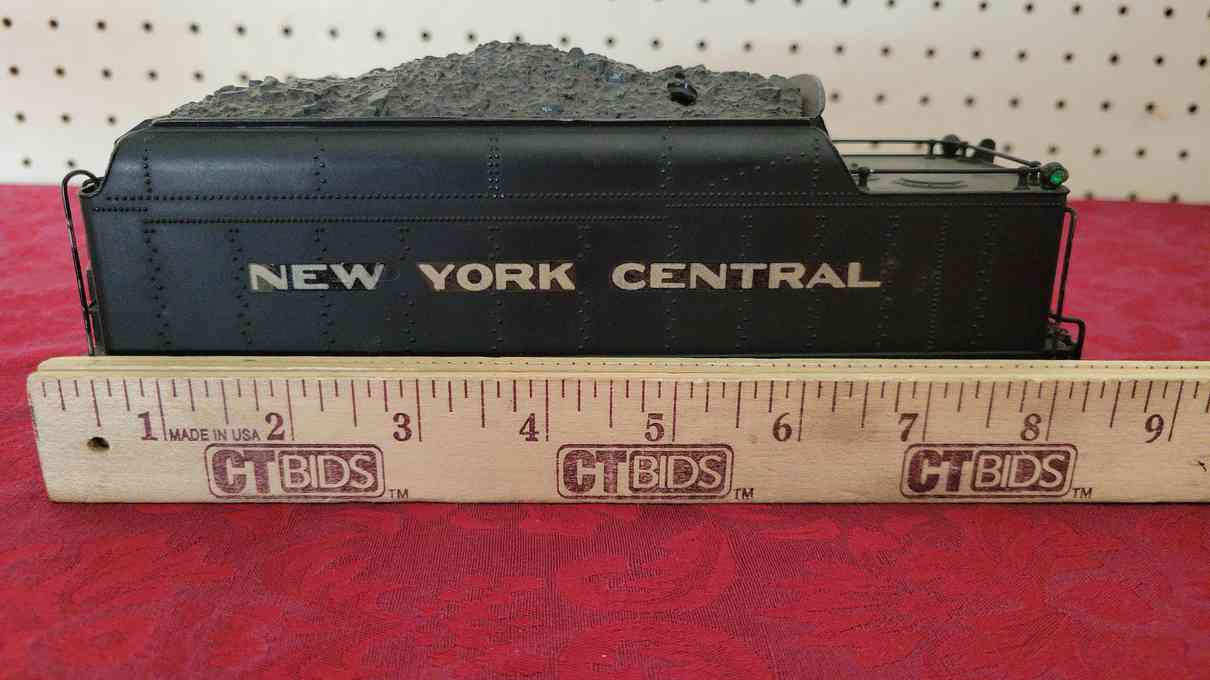 NEW YORK CENTRAL
1 MADE IN USA 2 3 4 5 6 7 8 9
CTBIDS TM CTBIDS TM CTBIDS TM